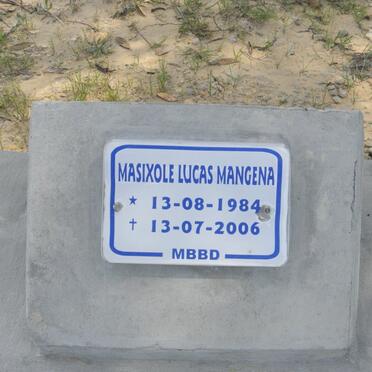 MASIXOLE LUCAS MANGENA
★ 13-08-1984
✝ 13-07-2006
MBBD